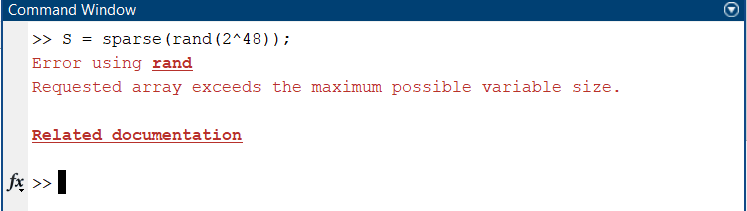 Command Window
>> S = sparse(rand(2^48));
Error using rand
Requested array exceeds the maximum possible variable size.
Related documentation
fx >>